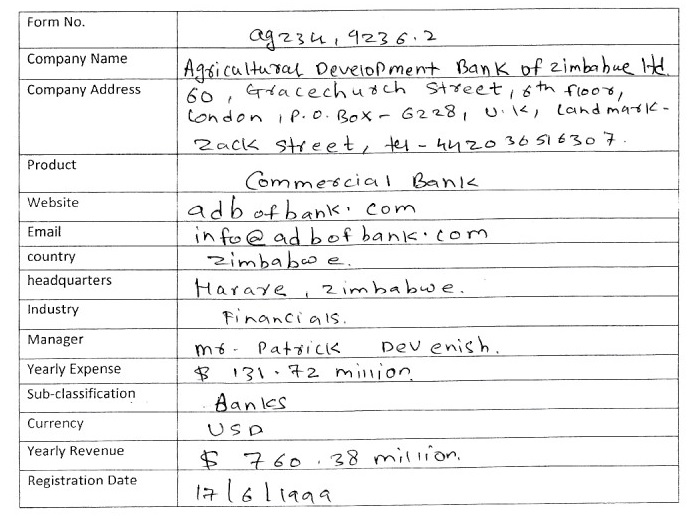 Form No. ag234, 9236.2
Company Name Agricultural Development Bank of zimbabwe ltd.
Company Address 60, Gracechurch Street, 6th floor,
London, P.O. Box - 6228, U.K, Landmark-
Zack Street, tel - 442036516307.
Product Commercial Bank
Website adbofbank.com
Email info@adbofbank.com
country Zimbabwe.
headquarters Harare, zimbabwe.
Industry Financials.
Manager mr. Patrick Devenish.
Yearly Expense $ 131.72 million
Sub-classification Banks
Currency USD
Yearly Revenue $ 760.38 million.
Registration Date 17/6/1999